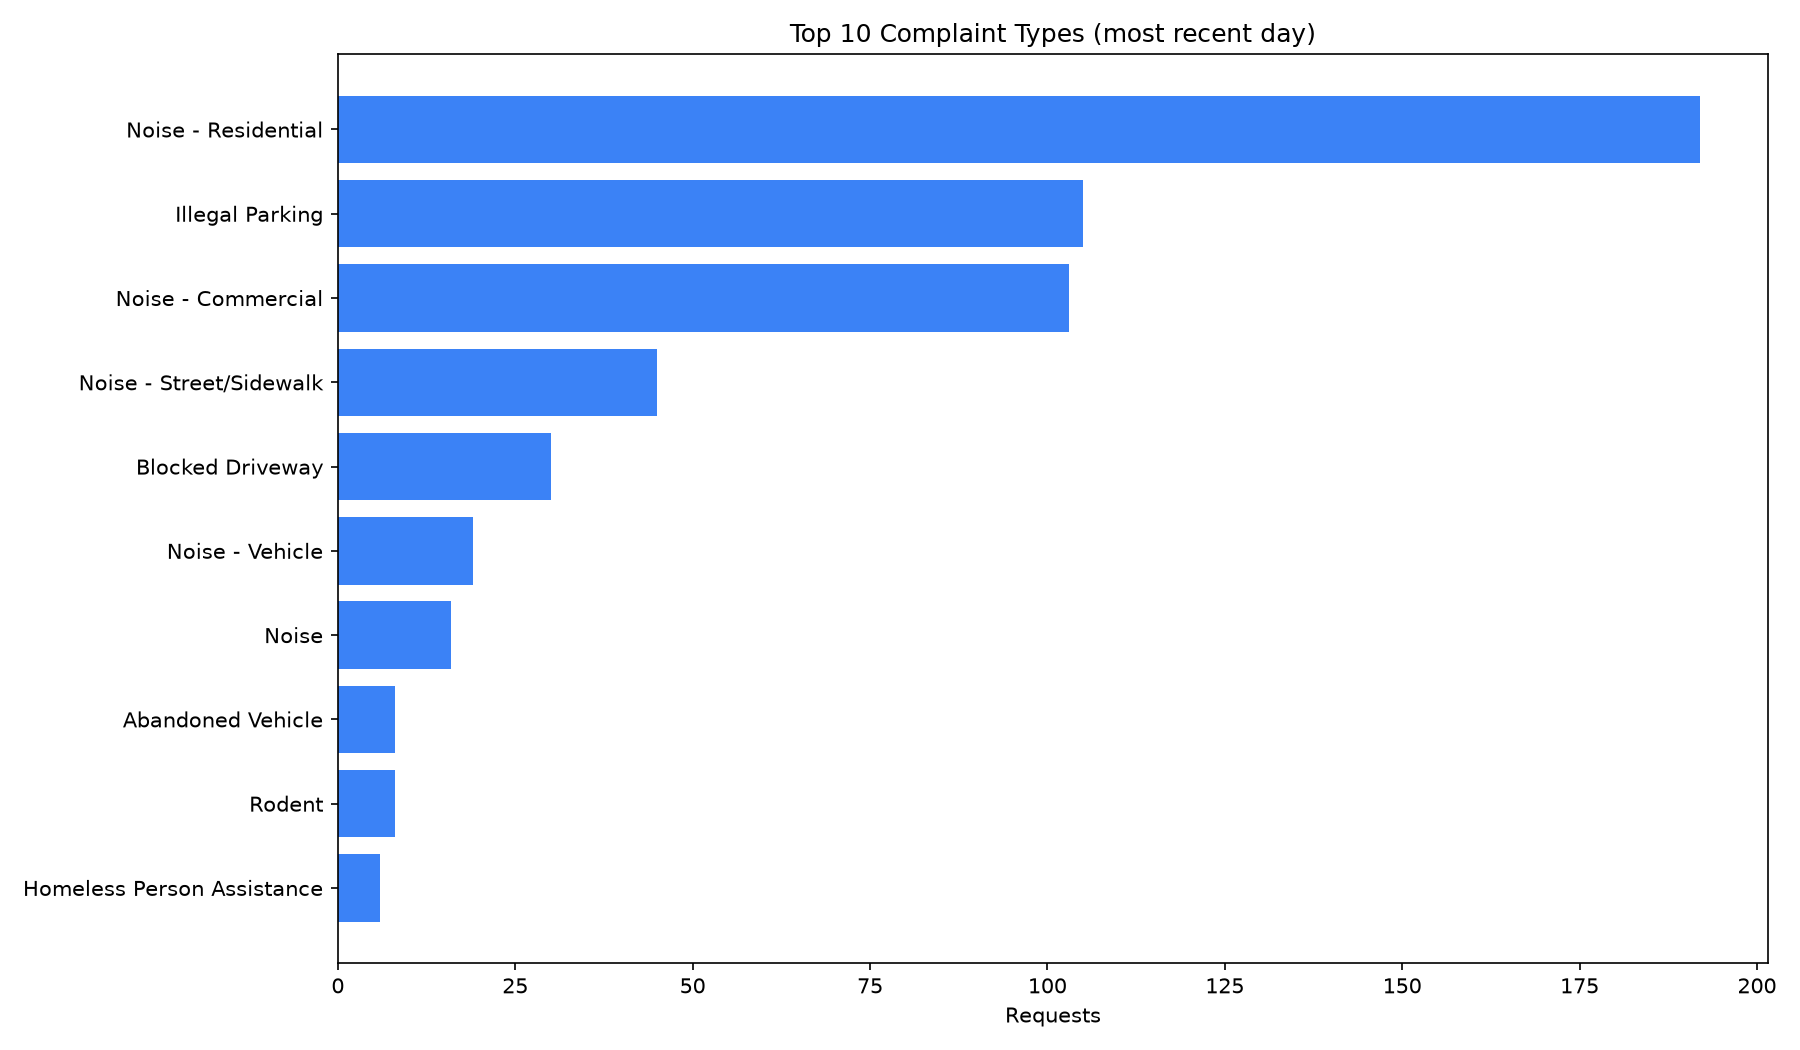 Top 10 Complaint Types (most recent day)
Noise - Residential
Illegal Parking
Noise - Commercial
Noise - Street/Sidewalk
Blocked Driveway
Noise - Vehicle
Noise
Abandoned Vehicle
Rodent
Homeless Person Assistance
0 25 50 75 100 125 150 175 200
Requests